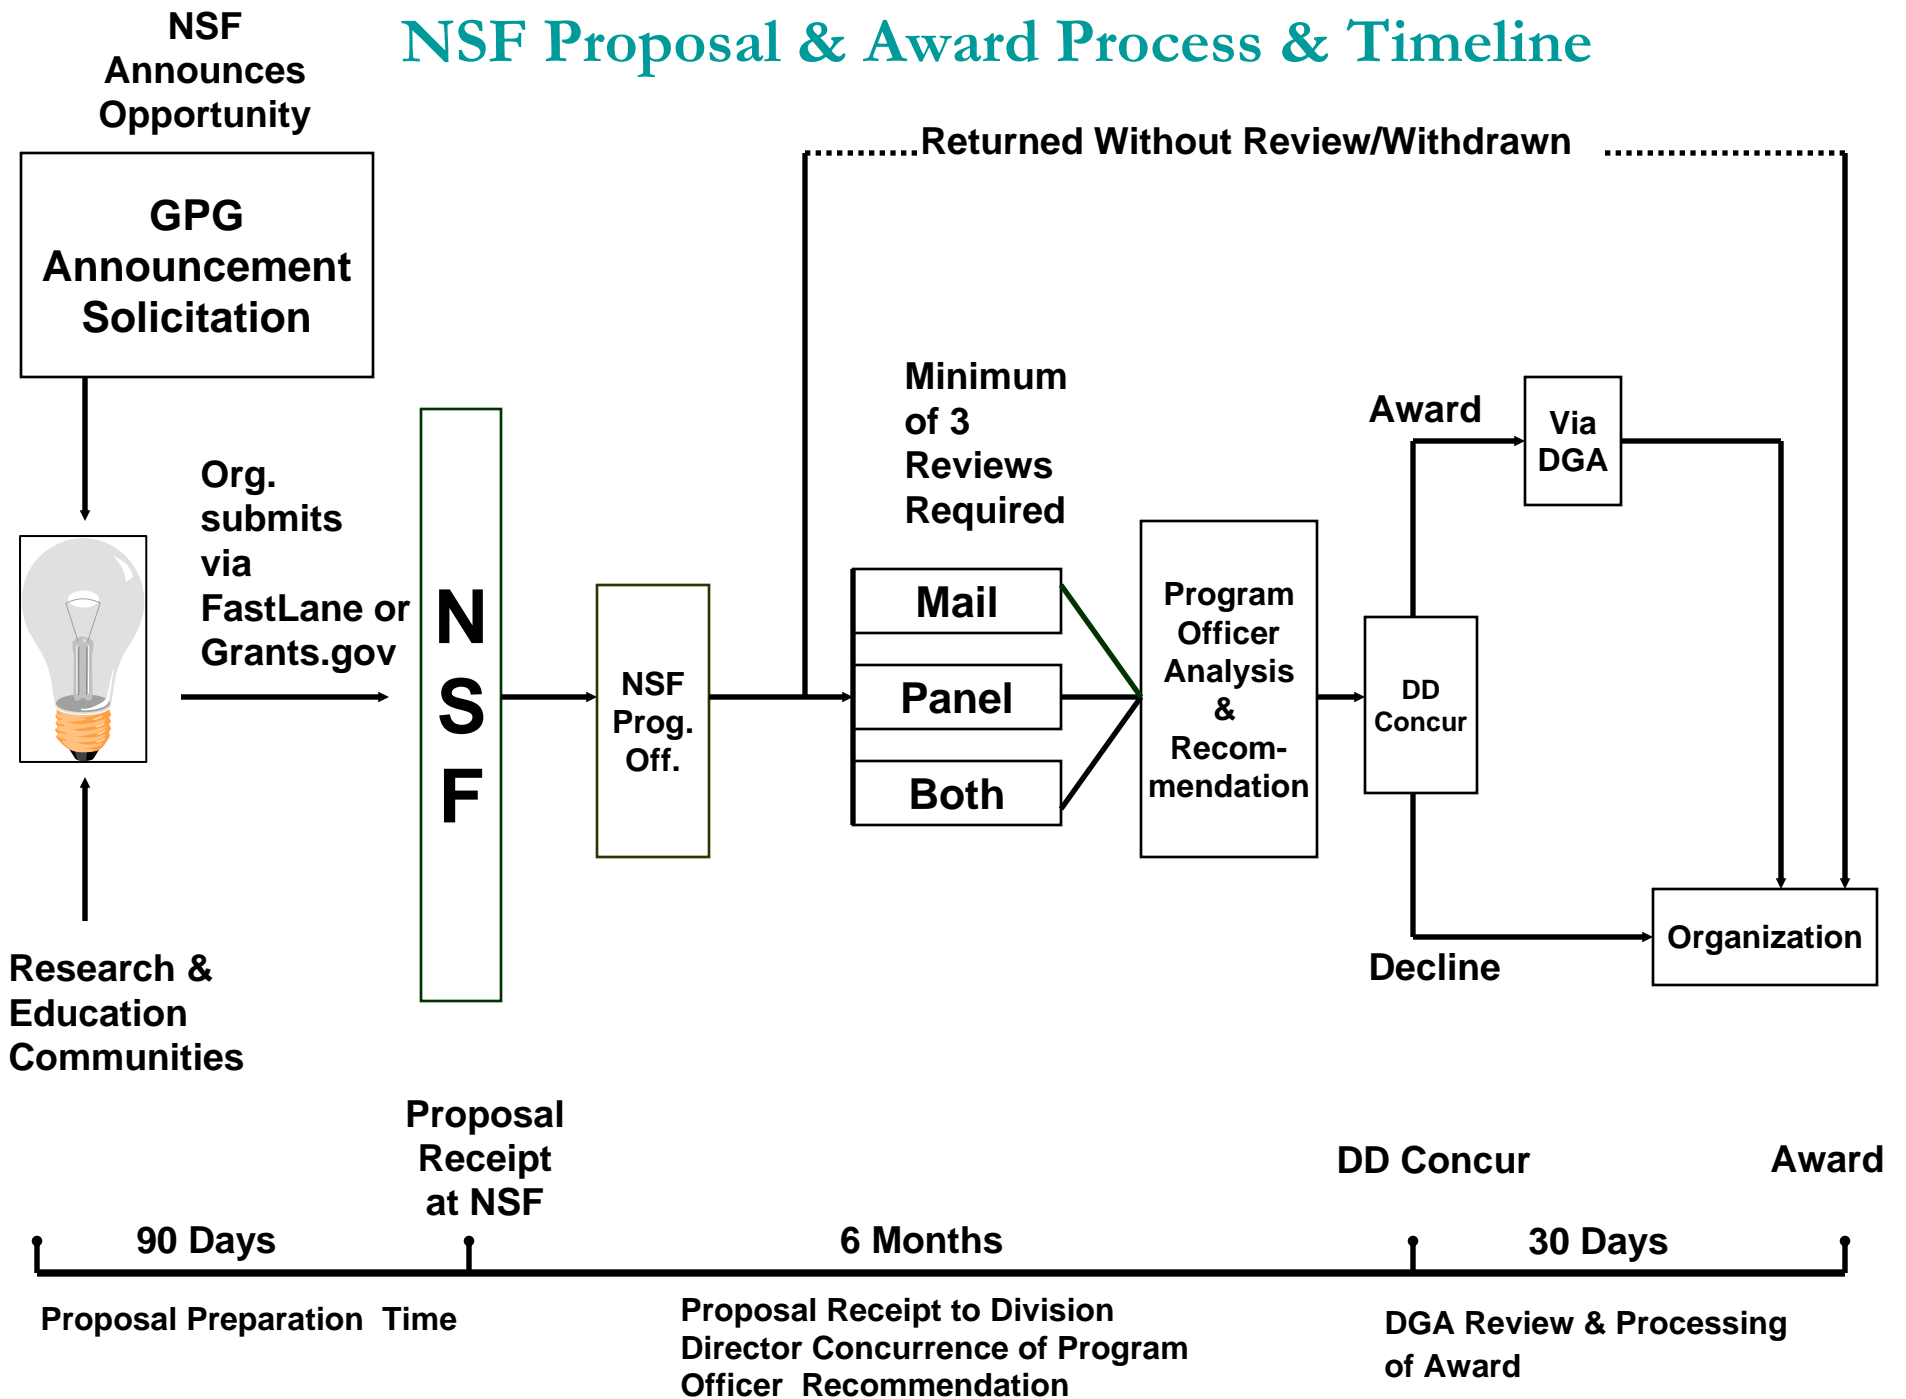 NSF Proposal & Award Process & Timeline
NSF
Announces
Opportunity
GPG
Announcement
Solicitation
Returned Without Review/Withdrawn
Org.
submits
via
FastLane or
Grants.gov
Research &
Education
Communities
N
S
F
NSF
Prog.
Off.
Minimum
of 3
Reviews
Required
Mail
Panel
Both
Program
Officer
Analysis
&
Recom-
mendation
DD
Concur
Award
Via
DGA
Decline
Organization
Proposal
Receipt
at NSF
DD Concur
Award
90 Days
6 Months
30 Days
Proposal Preparation Time
Proposal Receipt to Division
Director Concurrence of Program
Officer Recommendation
DGA Review & Processing
of Award